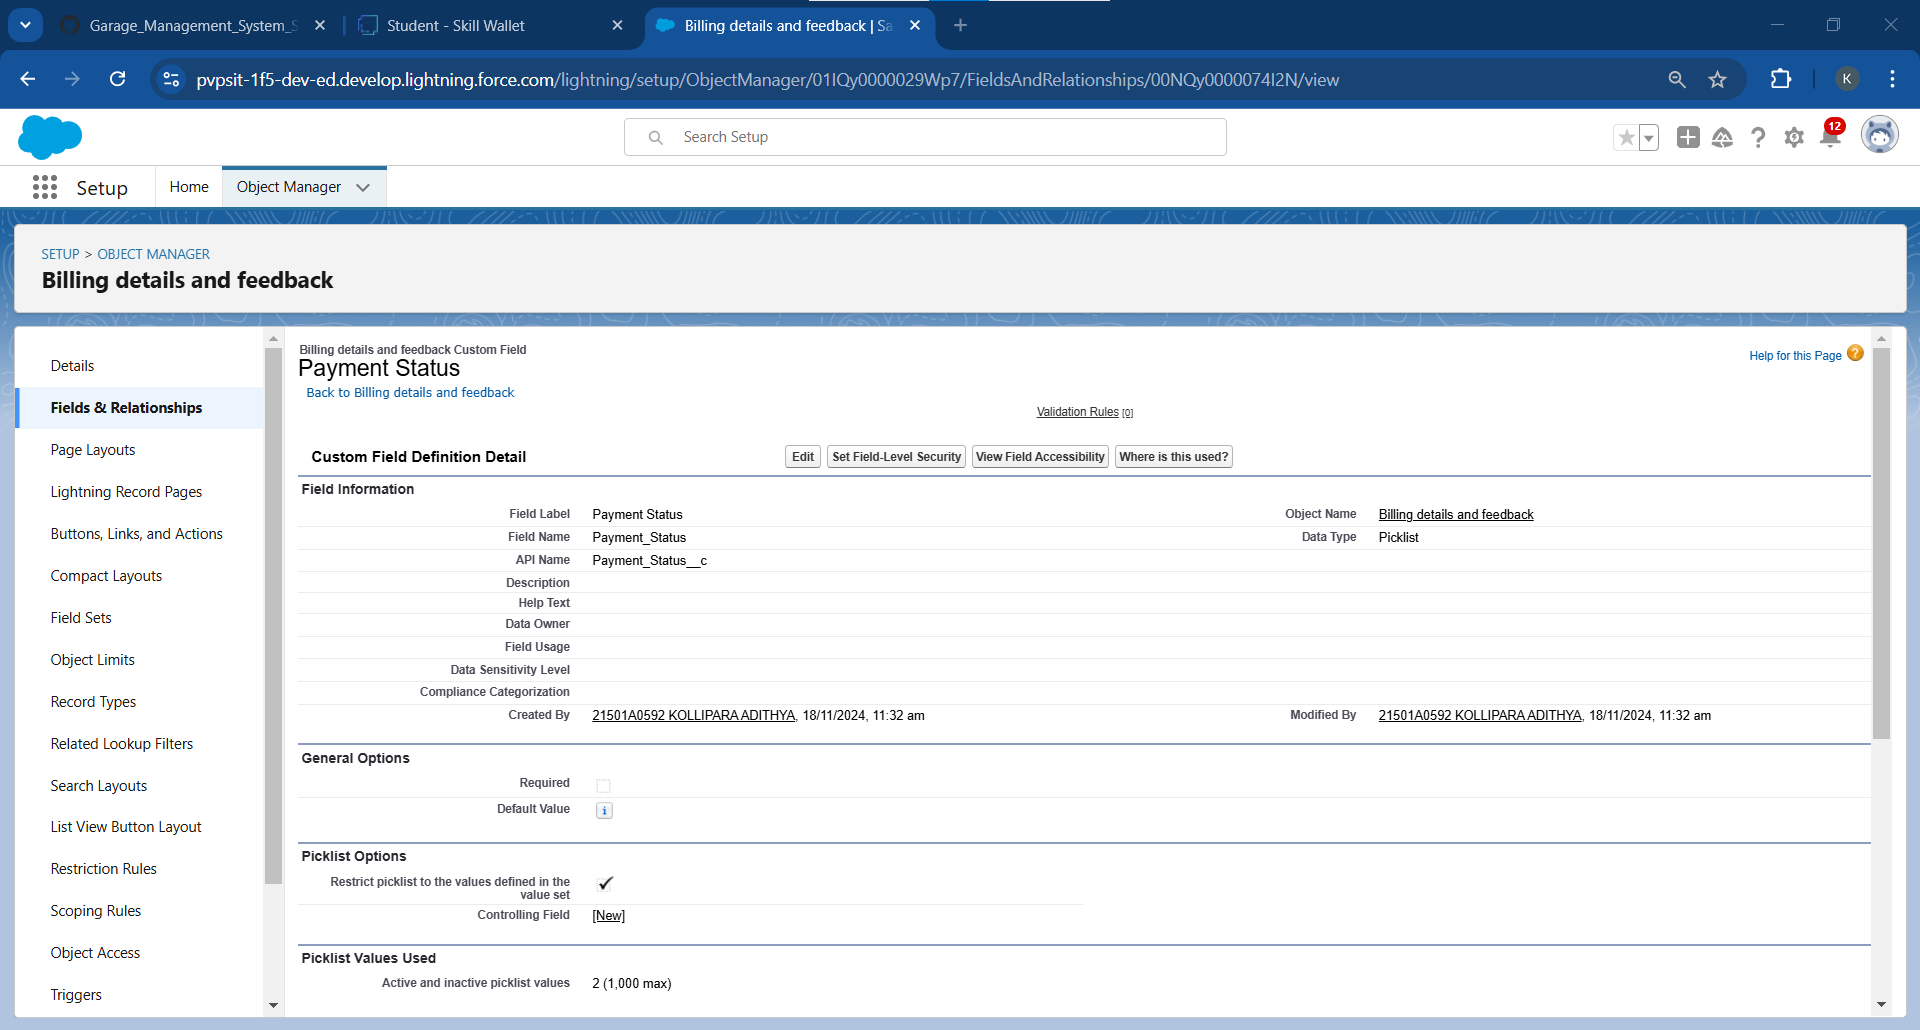 Garage_Management_System_S
Student - Skill Wallet
Billing details and feedback | Sa
pvpsit-1f5-dev-ed.develop.lightning.force.com/lightning/setup/ObjectManager/01IQy0000029Wp7/FieldsAndRelationships/00NQy0000074I2N/view
K
Search Setup
12
Setup
Home
Object Manager
SETUP > OBJECT MANAGER
Billing details and feedback
Details
Fields & Relationships
Page Layouts
Lightning Record Pages
Buttons, Links, and Actions
Compact Layouts
Field Sets
Object Limits
Record Types
Related Lookup Filters
Search Layouts
List View Button Layout
Restriction Rules
Scoping Rules
Object Access
Triggers
Billing details and feedback Custom Field
Payment Status
Back to Billing details and feedback
Help for this Page ?
Validation Rules [0]
Custom Field Definition Detail
Edit
Set Field-Level Security
View Field Accessibility
Where is this used?
Field Information
Field Label Payment Status
Object Name Billing details and feedback
Field Name Payment_Status
Data Type Picklist
API Name Payment_Status__c
Description
Help Text
Data Owner
Field Usage
Data Sensitivity Level
Compliance Categorization
Created By 21501A0592 KOLLIPARA ADITHYA, 18/11/2024, 11:32 am
Modified By 21501A0592 KOLLIPARA ADITHYA, 18/11/2024, 11:32 am
General Options
Required
Default Value i
Picklist Options
Restrict picklist to the values defined in the
value set
Controlling Field [New]
Picklist Values Used
Active and inactive picklist values 2 (1,000 max)